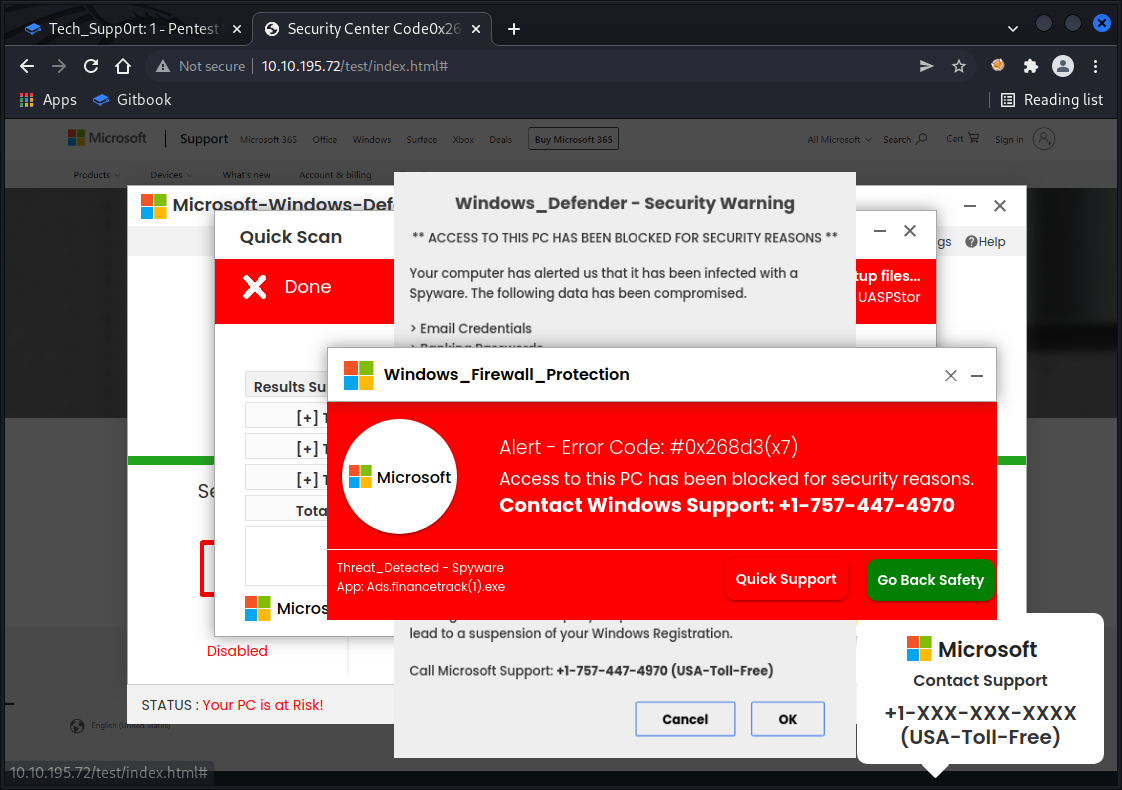 Tech_Supp0rt: 1 - Pentest
Security Center Code0x26
Not secure
10.10.195.72/test/index.html#
Apps
Gitbook
Reading list
Microsoft
Support
Microsoft 365
Office
Windows
Surface
Xbox
Deals
Buy Microsoft 365
All Microsoft
Search
Cart
Sign in
Products
Devices
What's new
Account & billing
Microsoft-Windows-Def
gs
Help
Quick Scan
Done
tup files...
UASPStor
Results Su
[+] T
[+] T
[+] T
Tota
Micros
Se
Disabled
STATUS : Your PC is at Risk!
Windows_Defender - Security Warning
** ACCESS TO THIS PC HAS BEEN BLOCKED FOR SECURITY REASONS **
Your computer has alerted us that it has been infected with a
Spyware. The following data has been compromised.
> Email Credentials
> Banking Passwords
Windows_Firewall_Protection
Microsoft
Alert - Error Code: #0x268d3(x7)
Access to this PC has been blocked for security reasons.
Contact Windows Support: +1-757-447-4970
Threat_Detected - Spyware
App: Ads.financetrack(1).exe
Quick Support
Go Back Safety
lead to a suspension of your Windows Registration.
Call Microsoft Support: +1-757-447-4970 (USA-Toll-Free)
Cancel
OK
Microsoft
Contact Support
+1-XXX-XXX-XXXX
(USA-Toll-Free)
English (United States)
10.10.195.72/test/index.html#